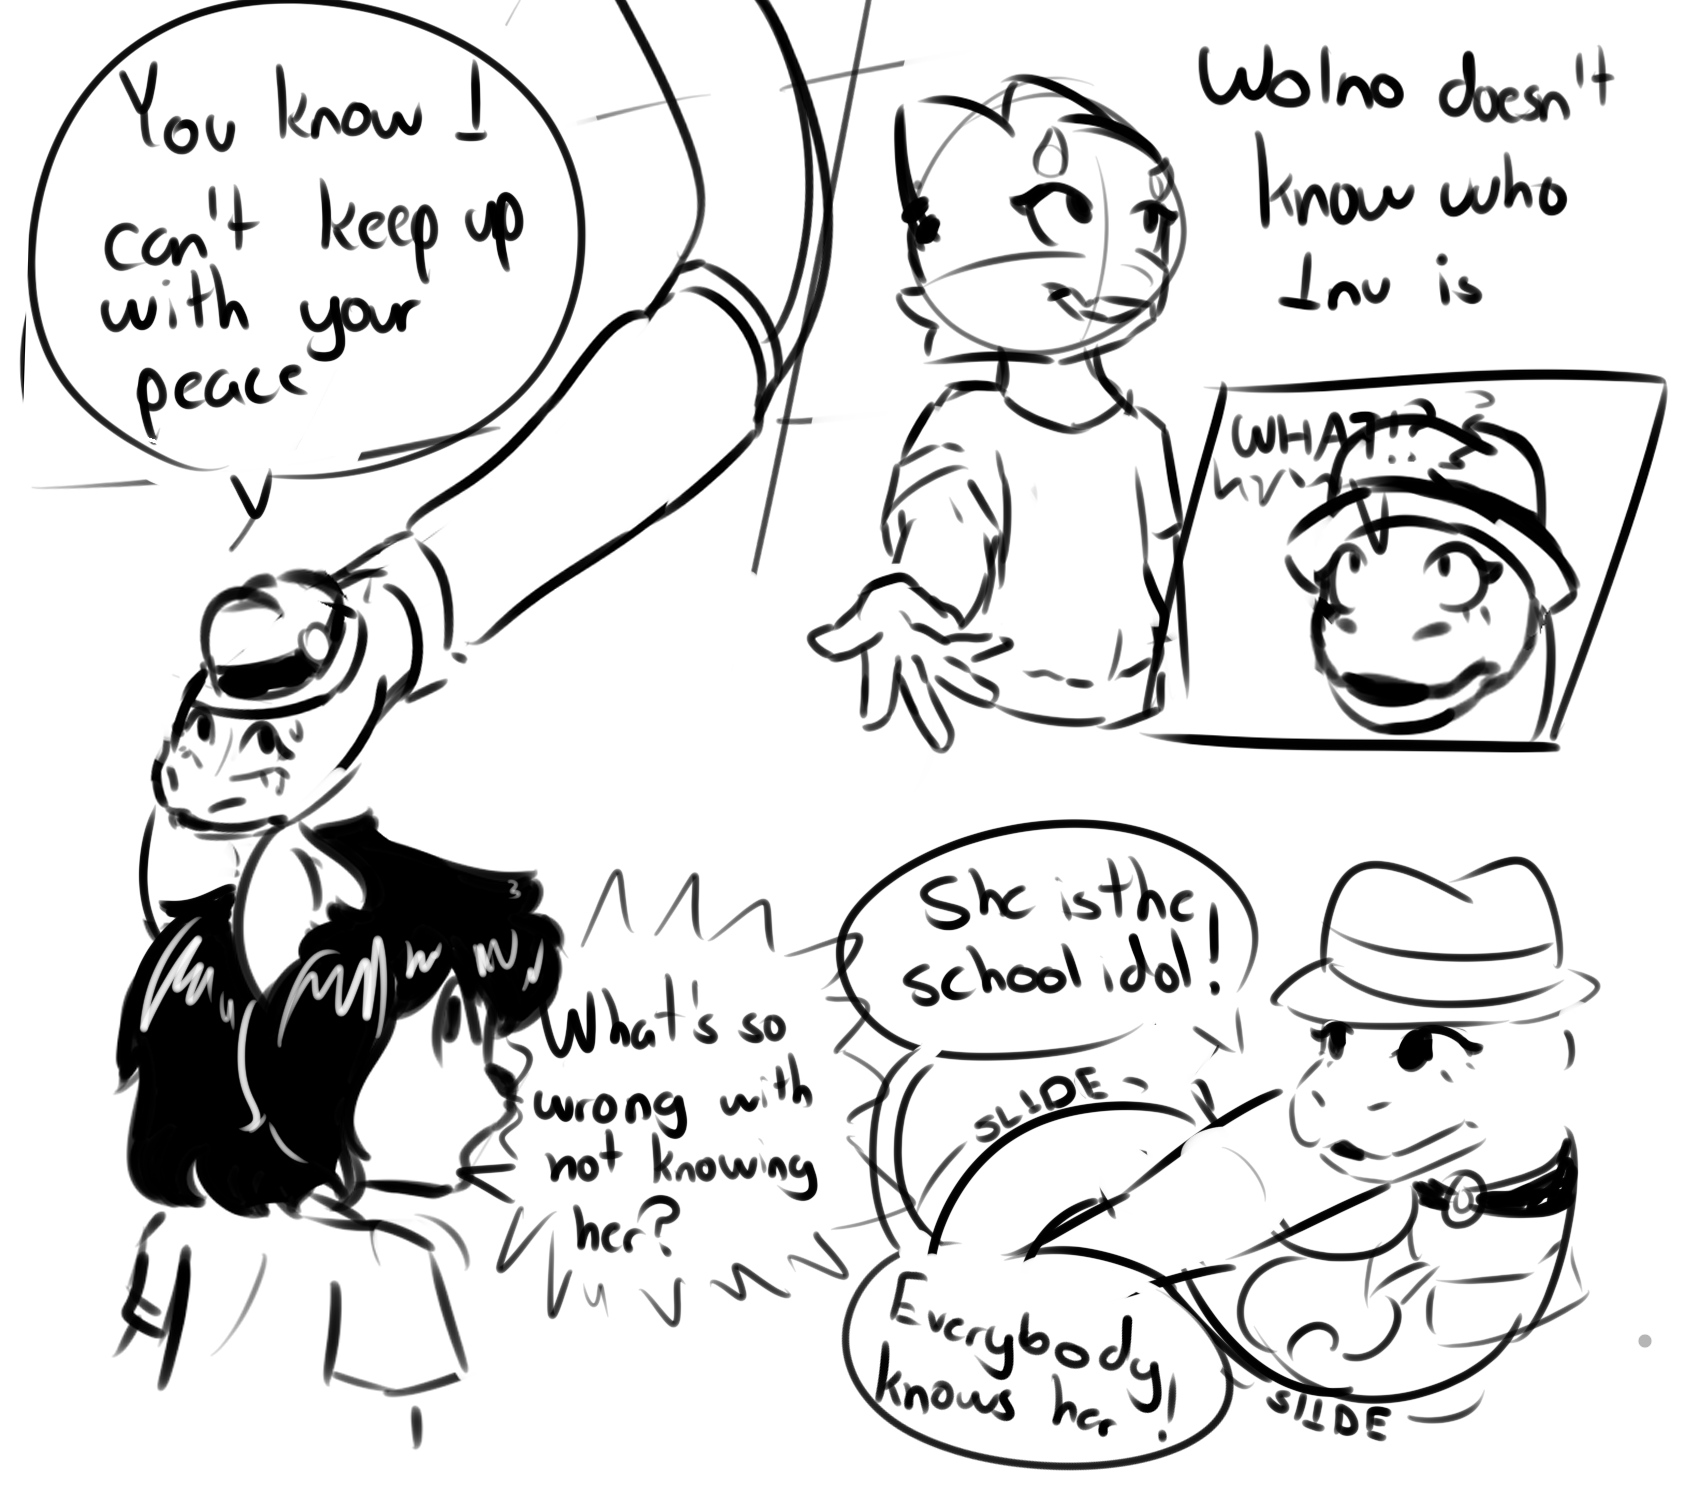 You know I
can't keep up
with your
peace
Wolno doesn't
know who
Inu is
WHAT!?
She is the
school idol!
SLIDE
What's so
wrong with
not knowing
her?
Everybody
knows her!
SLIDE